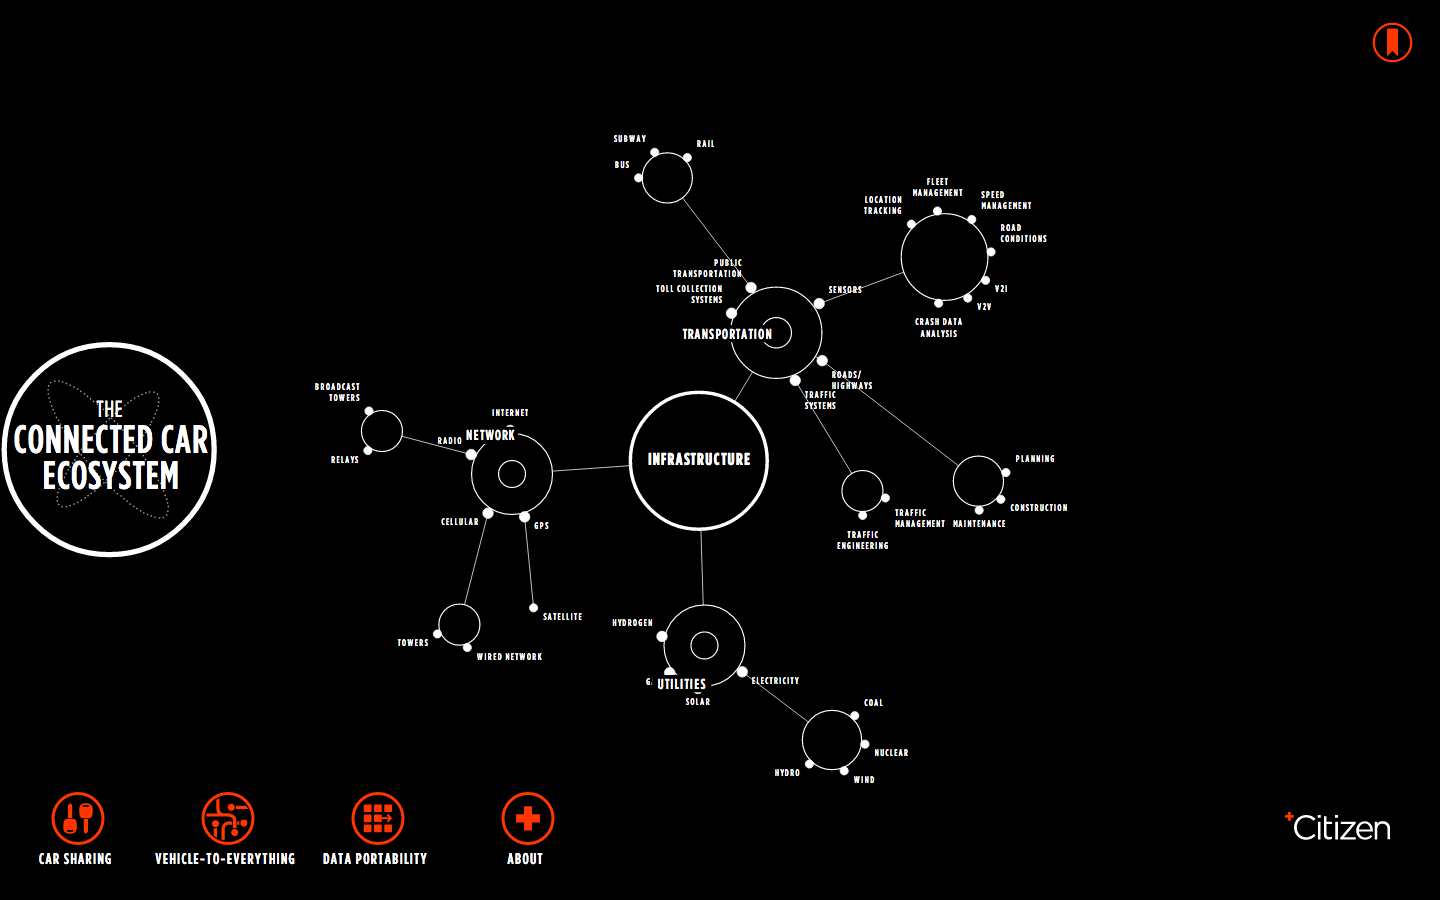 SUBWAY
RAIL
BUS
FLEET
MANAGEMENT
LOCATION
TRACKING
SPEED
MANAGEMENT
ROAD
CONDITIONS
V2I
V2V
CRASH DATA
ANALYSIS
PUBLIC
TRANSPORTATION
TOLL COLLECTION
SYSTEMS
SENSORS
TRANSPORTATION
ROADS/
HIGHWAYS
TRAFFIC
SYSTEMS
THE
CONNECTED CAR
ECOSYSTEM
BROADCAST
TOWERS
RELAYS
INTERNET
RADIO
NETWORK
CELLULAR
GPS
INFRASTRUCTURE
PLANNING
CONSTRUCTION
MAINTENANCE
TRAFFIC
MANAGEMENT
TRAFFIC
ENGINEERING
TOWERS
WIRED NETWORK
SATELLITE
HYDROGEN
UTILITIES
ELECTRICITY
SOLAR
COAL
NUCLEAR
HYDRO
WIND
CAR SHARING
VEHICLE-TO-EVERYTHING
DATA PORTABILITY
ABOUT
Citizen